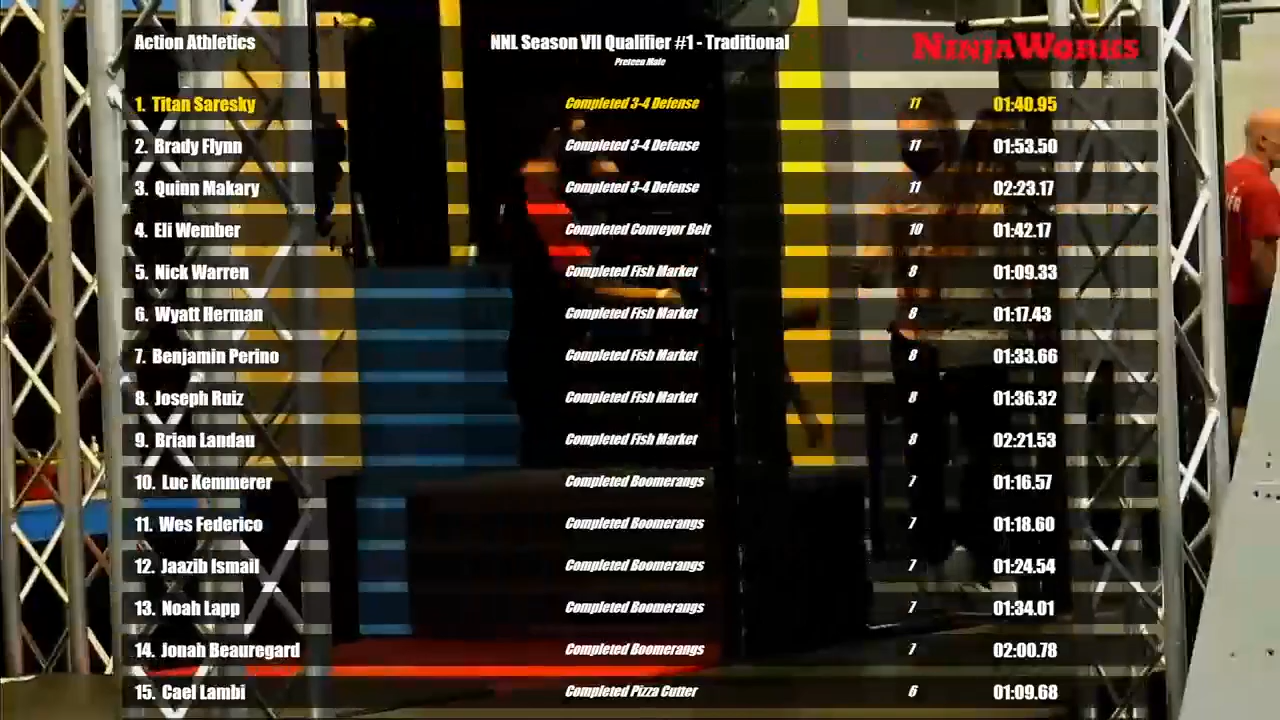 Action Athletics NNL Season VII Qualifier #1 - Traditional NINJAWORKS
Preteen Male
1. Titan Saresky Completed 3-4 Defense 11 01:40.95
2. Brady Flynn Completed 3-4 Defense 11 01:53.50
3. Quinn Makary Completed 3-4 Defense 11 02:23.17
4. Eli Wember Completed Conveyor Belt 10 01:42.17
5. Nick Warren Completed Fish Market 8 01:09.33
6. Wyatt Herman Completed Fish Market 8 01:17.43
7. Benjamin Perino Completed Fish Market 8 01:33.66
8. Joseph Ruiz Completed Fish Market 8 01:36.32
9. Brian Landau Completed Fish Market 8 02:21.53
10. Luc Kemmerer Completed Boomerangs 7 01:16.57
11. Wes Federico Completed Boomerangs 7 01:18.60
12. Jaazib Ismail Completed Boomerangs 7 01:24.54
13. Noah Lapp Completed Boomerangs 7 01:34.01
14. Jonah Beauregard Completed Boomerangs 7 02:00.78
15. Cael Lambi Completed Pizza Cutter 6 01:09.68